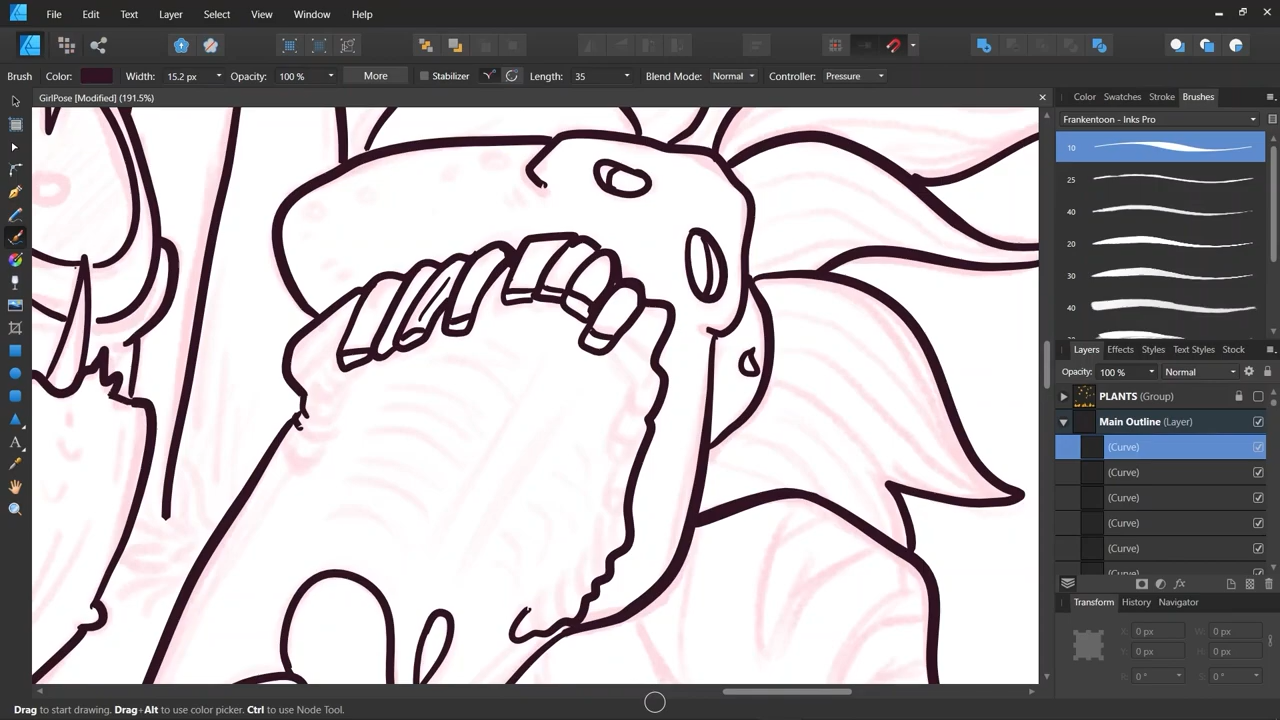 File Edit Text Layer Select View Window Help
Brush Color: Width: 15.2 px Opacity: 100 % More Stabilizer Length: 35 Blend Mode: Normal Controller: Pressure
GirlPose [Modified] (191.5%)
Color Swatches Stroke Brushes
Frankentoon - Inks Pro
10
25
40
20
30
40
Layers Effects Styles Text Styles Stock
Opacity: 100 % Normal
PLANTS (Group)
Main Outline (Layer)
(Curve)
(Curve)
(Curve)
(Curve)
(Curve)
(Curve)
Transform History Navigator
X: 0 px W: 0 px
Y: 0 px H: 0 px
R: 0 ° S: 0 °
Drag to start drawing. Drag+Alt to use color picker. Ctrl to use Node Tool.